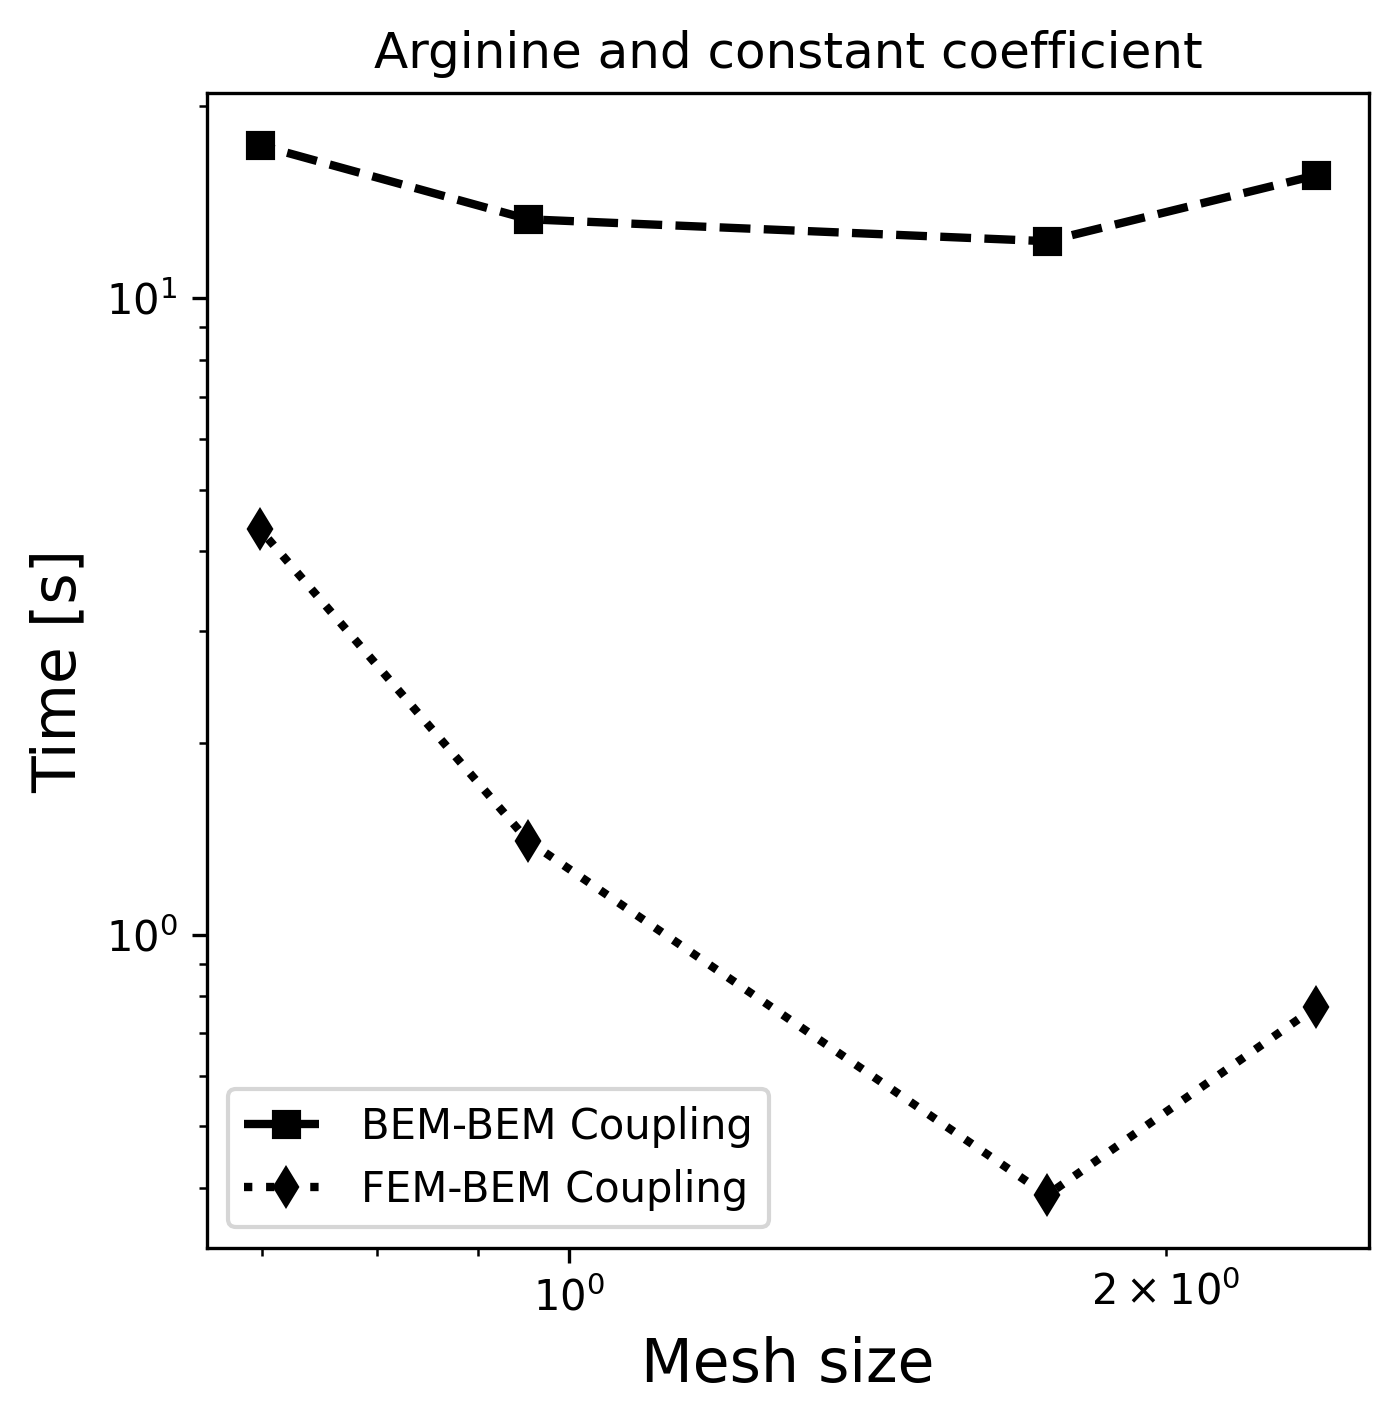 Arginine and constant coefficient
10¹
10⁰
Time [s]
BEM-BEM Coupling
FEM-BEM Coupling
10⁰
2 × 10⁰
Mesh size